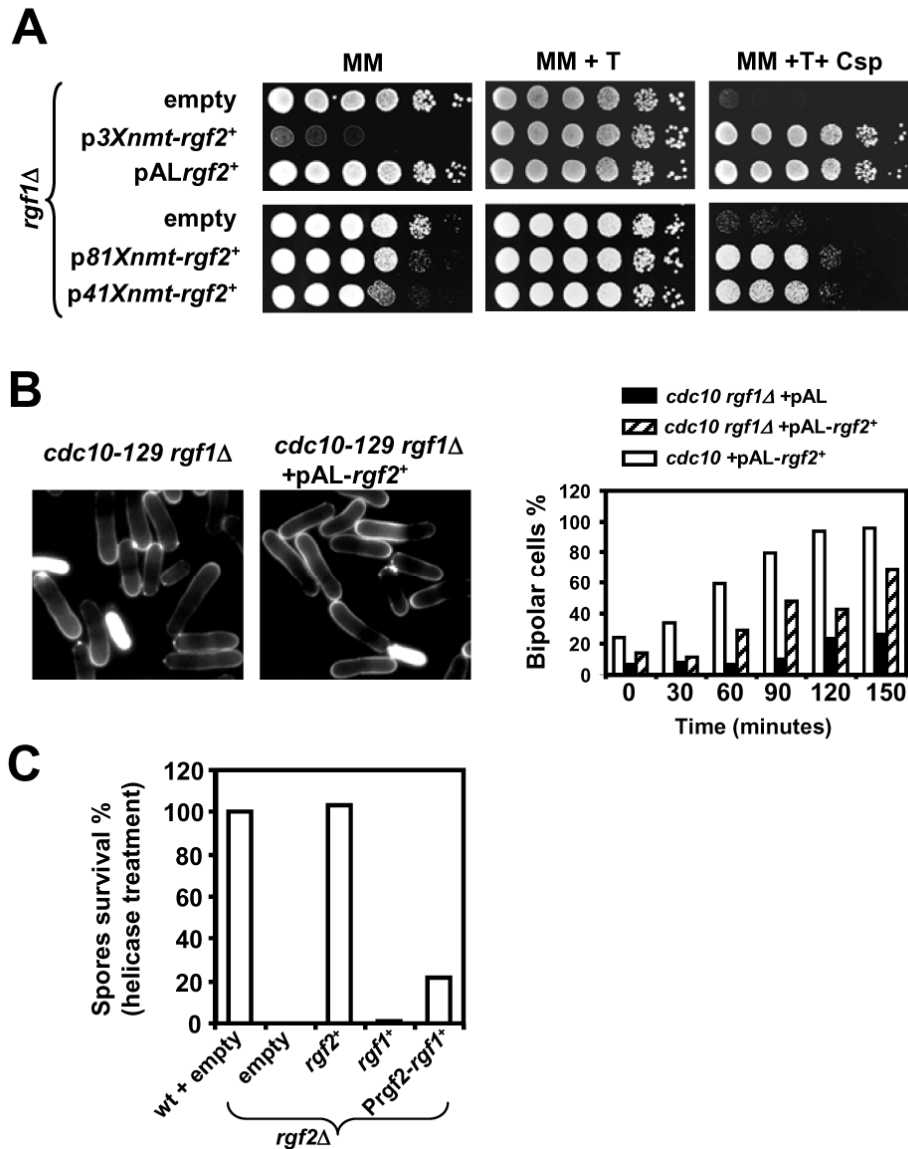 A
MM
MM + T
MM +T+ Csp
rgf1Δ
empty
p3Xnmt-rgf2⁺
pALrgf2⁺
empty
p81Xnmt-rgf2⁺
p41Xnmt-rgf2⁺
B
cdc10-129 rgf1Δ
cdc10-129 rgf1Δ
+pAL-rgf2⁺
cdc10 rgf1Δ +pAL
cdc10 rgf1Δ +pAL-rgf2⁺
cdc10 +pAL-rgf2⁺
Bipolar cells %
120
100
80
60
40
20
0
0 30 60 90 120 150
Time (minutes)
C
Spores survival %
(helicase treatment)
120
100
80
60
40
20
0
wt + empty
empty
rgf2⁺
rgf1⁺
Prgf2-rgf1⁺
rgf2Δ